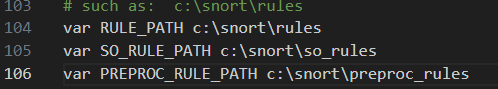 103 # such as:  c:\snort\rules
104 var RULE_PATH c:\snort\rules
105 var SO_RULE_PATH c:\snort\so_rules
106 var PREPROC_RULE_PATH c:\snort\preproc_rules